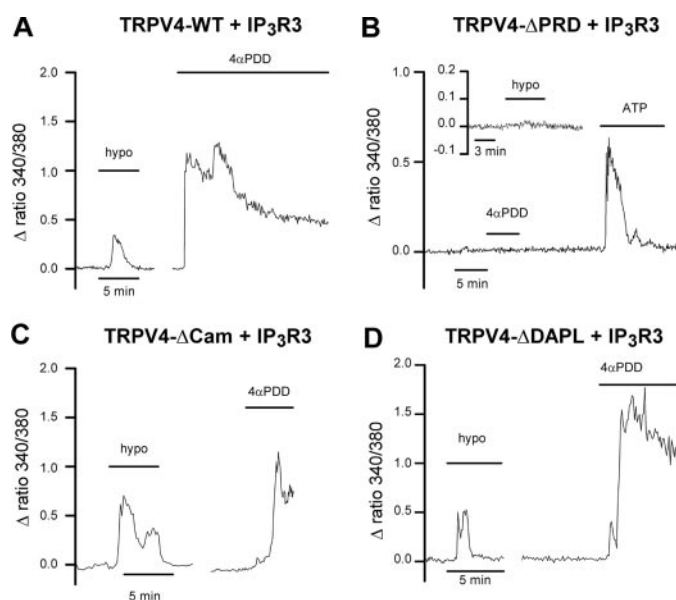 A TRPV4-WT + IP₃R3
2.0
1.5
1.0
0.5
0.0
Δ ratio 340/380
4αPDD
hypo
5 min
B TRPV4-ΔPRD + IP₃R3
1.0
0.5
0.0
Δ ratio 340/380
0.2
0.1
0.0
-0.1
hypo
3 min
ATP
4αPDD
5 min
C TRPV4-ΔCam + IP₃R3
2.0
1.5
1.0
0.5
0.0
Δ ratio 340/380
4αPDD
hypo
5 min
D TRPV4-ΔDAPL + IP₃R3
2.0
1.5
1.0
0.5
0.0
Δ ratio 340/380
4αPDD
hypo
5 min